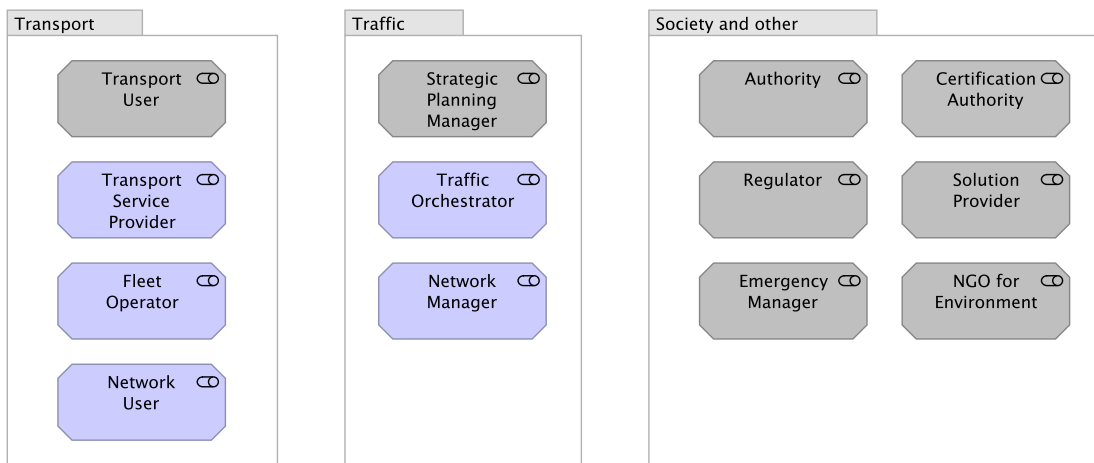 Transport
Transport
User
Transport
Service
Provider
Fleet
Operator
Network
User
Traffic
Strategic
Planning
Manager
Traffic
Orchestrator
Network
Manager
Society and other
Authority
Certification
Authority
Regulator
Solution
Provider
Emergency
Manager
NGO for
Environment